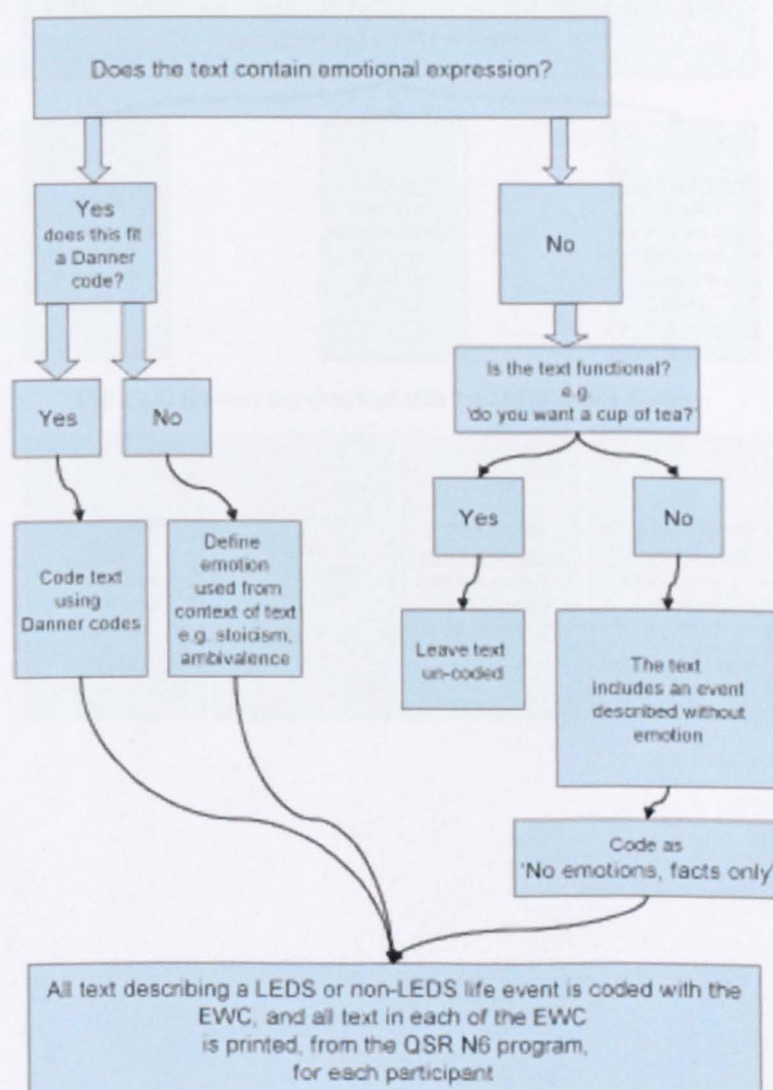 Does the text contain emotional expression?
Yes
does this fit
a Danner
code?
No
Yes
No
Is the text functional?
e.g.
'do you want a cup of tea?'
Yes
No
Code text
using
Danner codes
Define
emotion
used from
context of text
e.g. stoicism,
ambivalence
Leave text
un-coded
The text
includes an event
described without
emotion
Code as
'No emotions, facts only'
All text describing a LEDS or non-LEDS life event is coded with the
EWC, and all text in each of the EWC
is printed, from the QSR N6 program,
for each participant